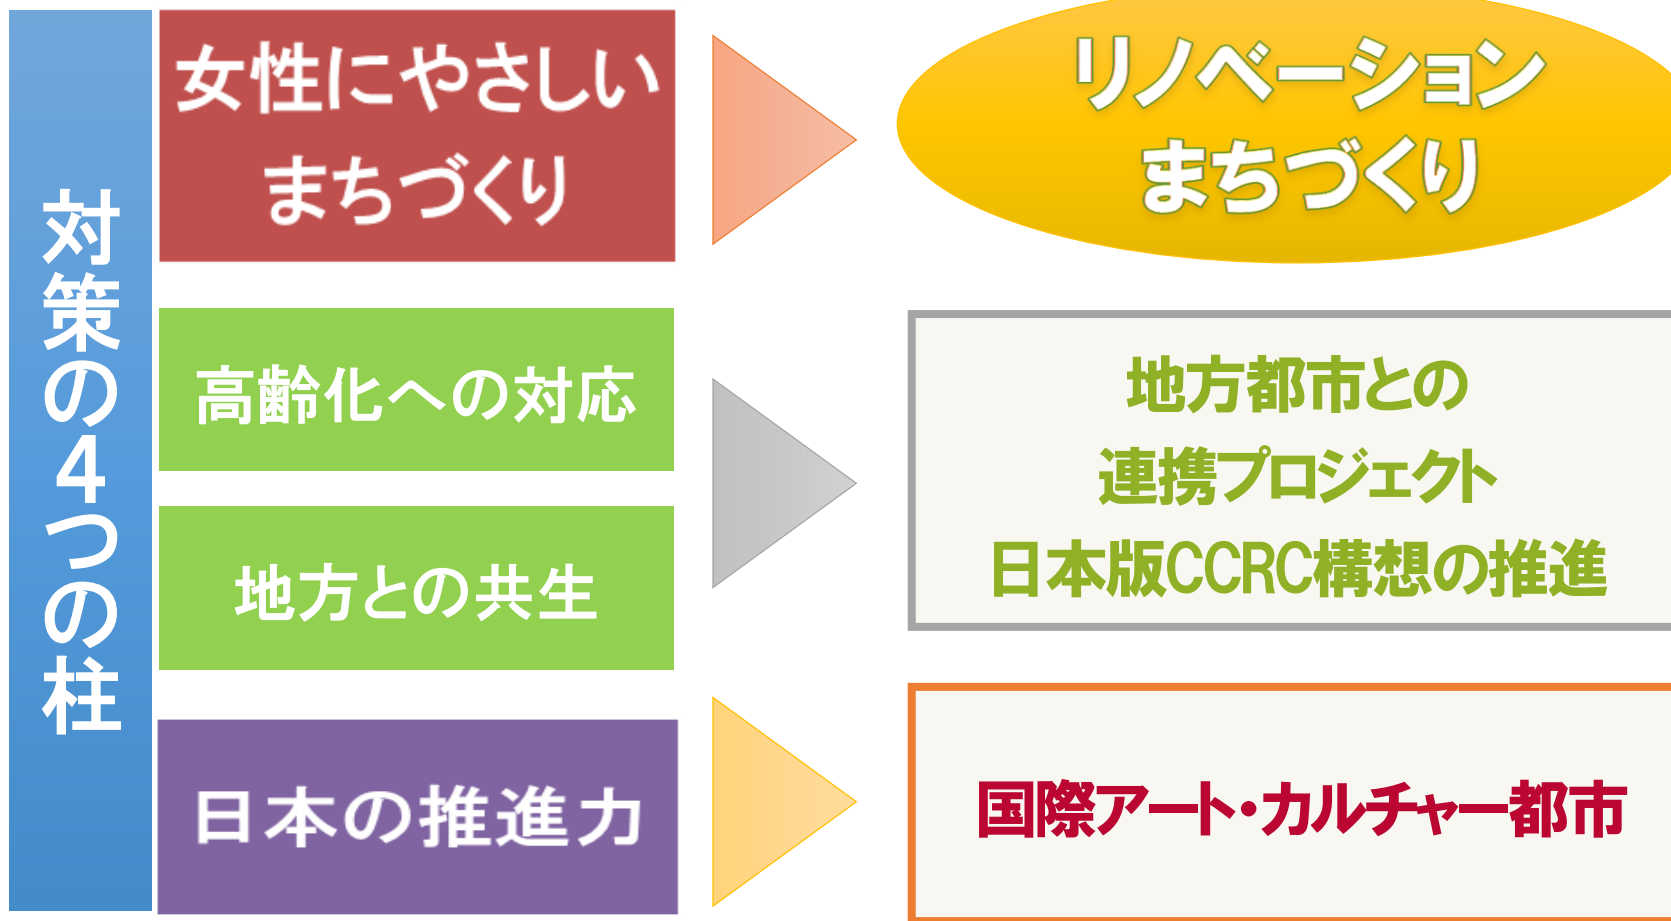 対策の4つの柱
女性にやさしい
まちづくり
リノベーション
まちづくり
高齢化への対応
地方との共生
地方都市との
連携プロジェクト
日本版CCRC構想の推進
日本の推進力
国際アート・カルチャー都市